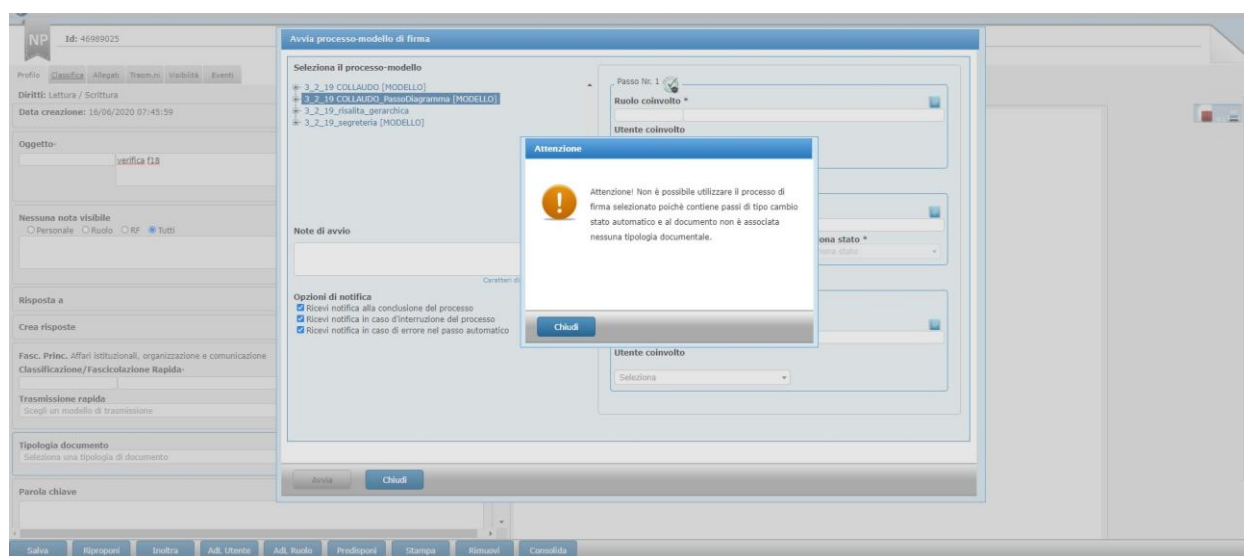 NP
Id: 46989025
Profilo Classifica Allegati Trasm.ni Visibilità Eventi
Diritti: Lettura / Scrittura
Data creazione: 16/06/2020 07:45:59
Oggetto*
verifica f18
Nessuna nota visibile
Personale Ruolo RF Tutti
Risposta a
Crea risposte
Fasc. Princ. Affari istituzionali, organizzazione e comunicazione
Classificazione/Fascicolazione Rapida*
Trasmissione rapida
Scegli un modello di trasmissione
Tipologia documento
Seleziona una tipologia di documento
Parola chiave
Salva Riproponi Inoltra Adl Utente Adl Ruolo Predisponi Stampa Rimuovi Consolida
Avvia processo-modello di firma
Seleziona il processo-modello
3_2_19 COLLAUDO [MODELLO]
3_2_19 COLLAUDO_PassoDiagramma [MODELLO]
3_2_19_risalita_gerarchica
3_2_19_segreteria [MODELLO]
Note di avvio
Caratteri di
Opzioni di notifica
Ricevi notifica alla conclusione del processo
Ricevi notifica in caso d'interruzione del processo
Ricevi notifica in caso di errore nel passo automatico
Passo Nr. 1
Ruolo coinvolto *
Utente coinvolto
ona stato *
Utente coinvolto
Seleziona
Avvia Chiudi
Attenzione
Attenzione! Non è possibile utilizzare il processo di
firma selezionato poichè contiene passi di tipo cambio
stato automatico e al documento non è associata
nessuna tipologia documentale.
Chiudi